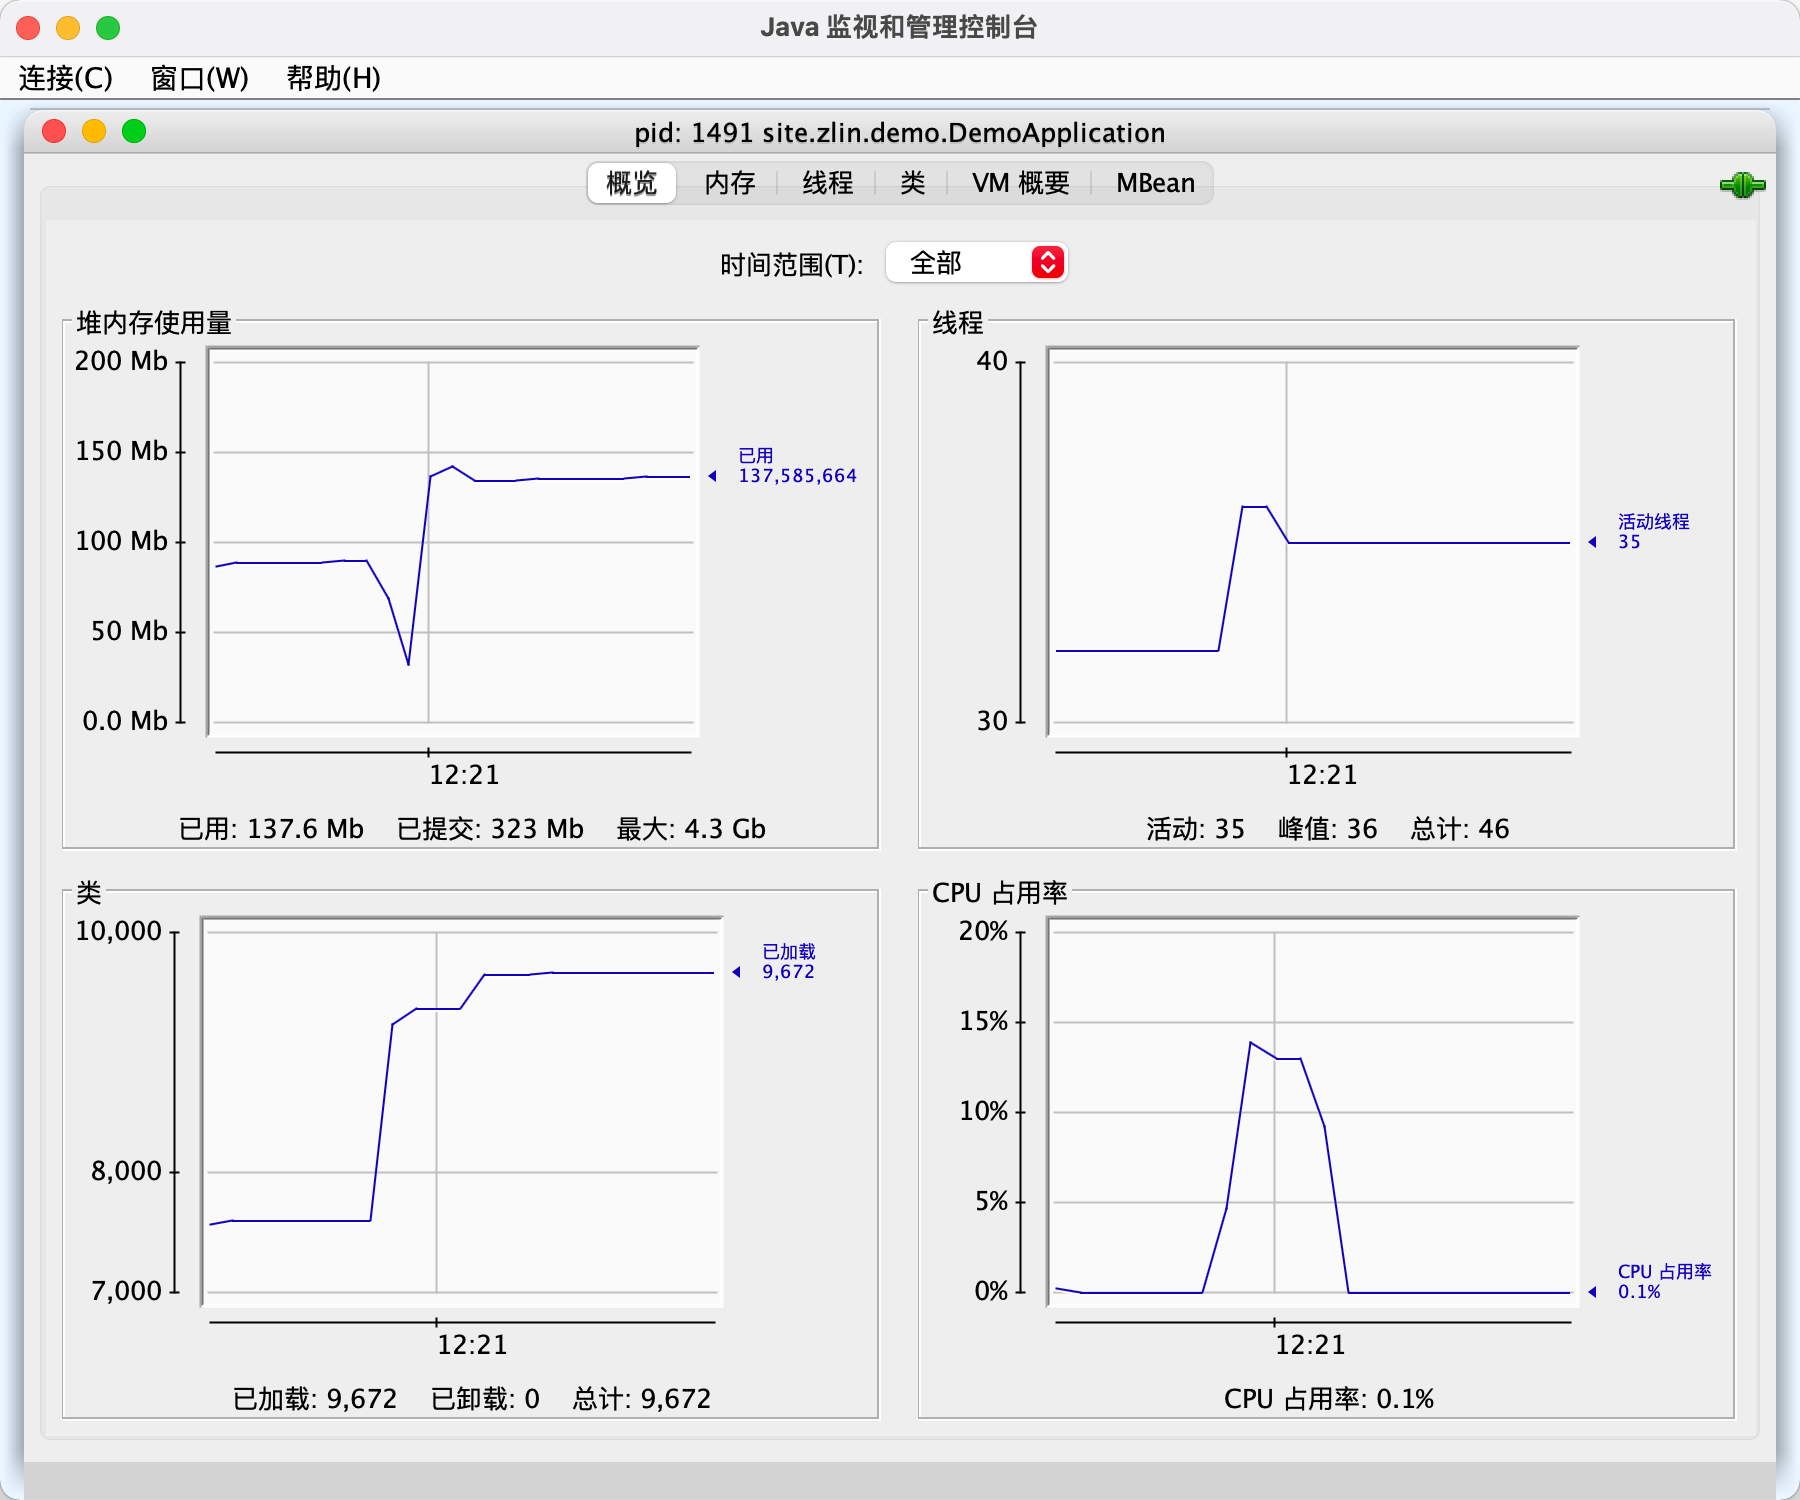 Java 监视和管理控制台
连接(C) 窗口(W) 帮助(H)
pid: 1491 site.zlin.demo.DemoApplication
概览 内存 线程 类 VM 概要 MBean
时间范围(T): 全部
堆内存使用量
200 Mb
150 Mb
100 Mb
50 Mb
0.0 Mb
已用
137,585,664
12:21
已用: 137.6 Mb 已提交: 323 Mb 最大: 4.3 Gb
线程
40
30
活动线程
35
12:21
活动: 35 峰值: 36 总计: 46
类
10,000
8,000
7,000
已加载
9,672
12:21
已加载: 9,672 已卸载: 0 总计: 9,672
CPU 占用率
20%
15%
10%
5%
0%
CPU 占用率
0.1%
12:21
CPU 占用率: 0.1%